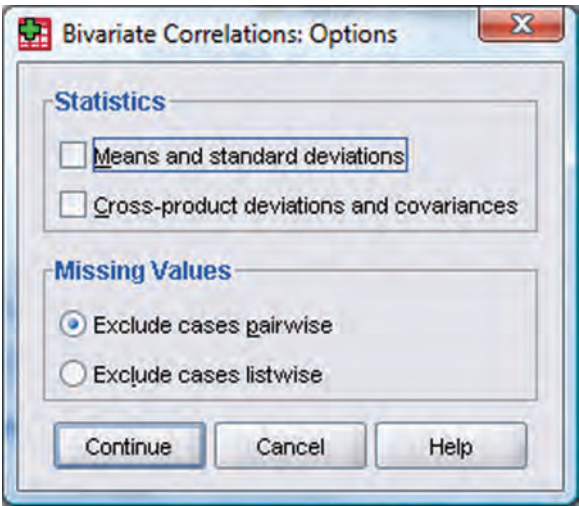 Bivariate Correlations: Options
Statistics
Means and standard deviations
Cross-product deviations and covariances
Missing Values
Exclude cases pairwise
Exclude cases listwise
Continue Cancel Help